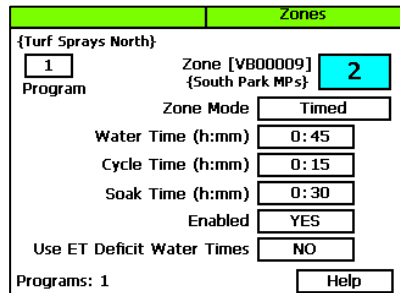 Zones
{Turf Sprays North}
1
Program
Zone [VB00009]
{South Park MPs}
2
Zone Mode Timed
Water Time (h:mm) 0:45
Cycle Time (h:mm) 0:15
Soak Time (h:mm) 0:30
Enabled YES
Use ET Deficit Water Times NO
Programs: 1 Help